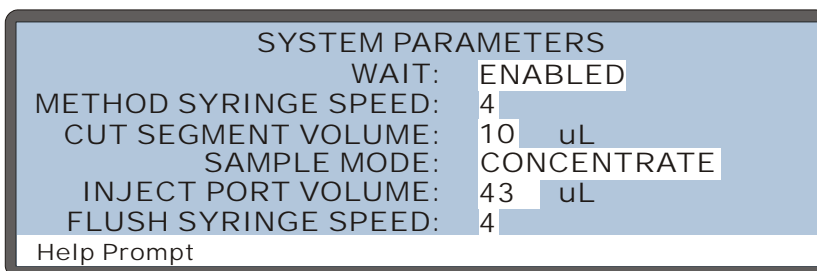 SYSTEM PARAMETERS
WAIT: ENABLED
METHOD SYRINGE SPEED: 4
CUT SEGMENT VOLUME: 10 uL
SAMPLE MODE: CONCENTRATE
INJECT PORT VOLUME: 43 uL
FLUSH SYRINGE SPEED: 4
Help Prompt